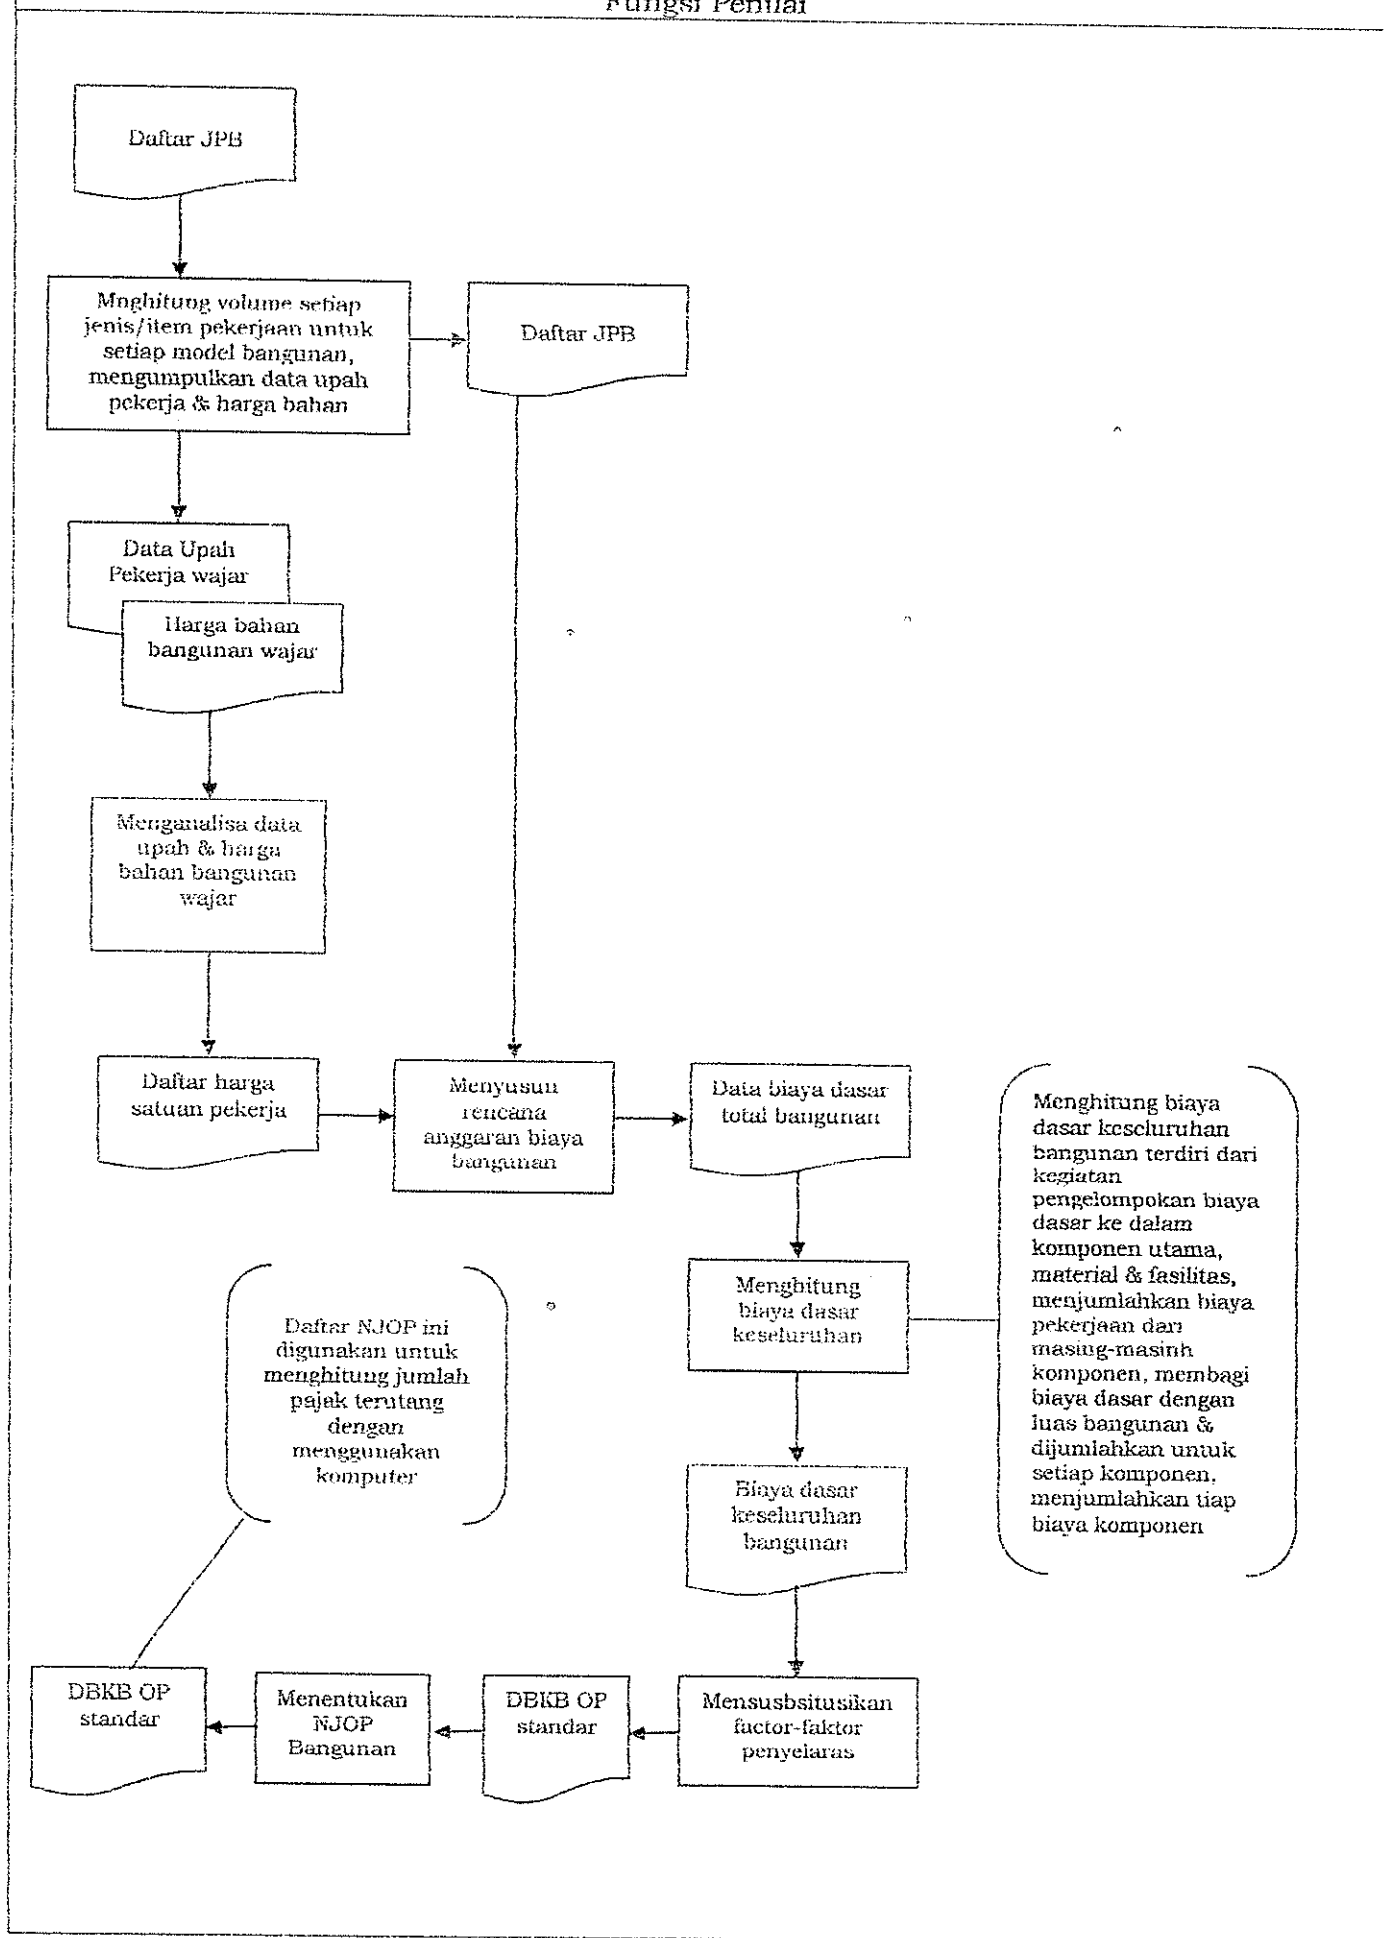 Fungsi Penilai
Daftar JPB
Mnghitung volume setiap
jenis/item pekerjaan untuk
setiap model bangunan,
mengumpulkan data upah
pekerja & harga bahan
Daftar JPB
Data Upah
Pekerja wajar
Harga bahan
bangunan wajar
Menganalisa data
upah & harga
bahan bangunan
wajar
Daftar harga
satuan pekerja
Menyusun
rencana
anggaran biaya
bangunan
Data biaya dasar
total bangunan
Menghitung biaya
dasar keseluruhan
bangunan terdiri dari
kegiatan
pengelompokan biaya
dasar ke dalam
komponen utama,
material & fasilitas,
menjumlahkan biaya
pekerjaan dari
masing-masinh
komponen, membagi
biaya dasar dengan
luas bangunan &
dijumlahkan untuk
setiap komponen,
menjumlahkan tiap
biaya komponen
Menghitung
biaya dasar
keseluruhan
Daftar NJOP ini
digunakan untuk
menghitung jumlah
pajak terutang
dengan
menggunakan
komputer
Biaya dasar
keseluruhan
bangunan
DBKB OP
standar
Menentukan
NJOP
Bangunan
DBKB OP
standar
Mensusbsitusikan
factor-faktor
penyelaras